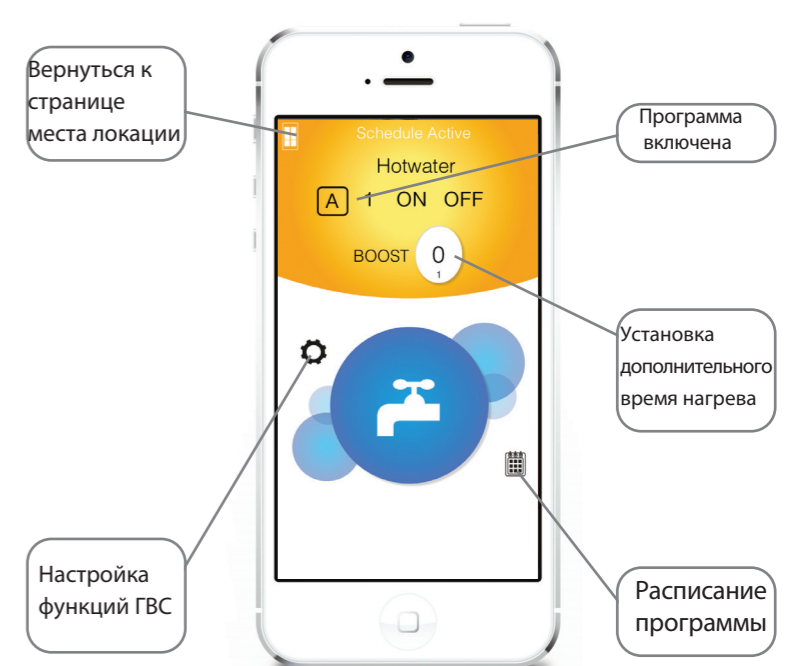 Вернуться к
странице
места локации
Schedule Active
Hotwater
A 1 ON OFF
BOOST 0
1
Программа
включена
Установка
дополнительного
время нагрева
Настройка
функций ГВС
Расписание
программы